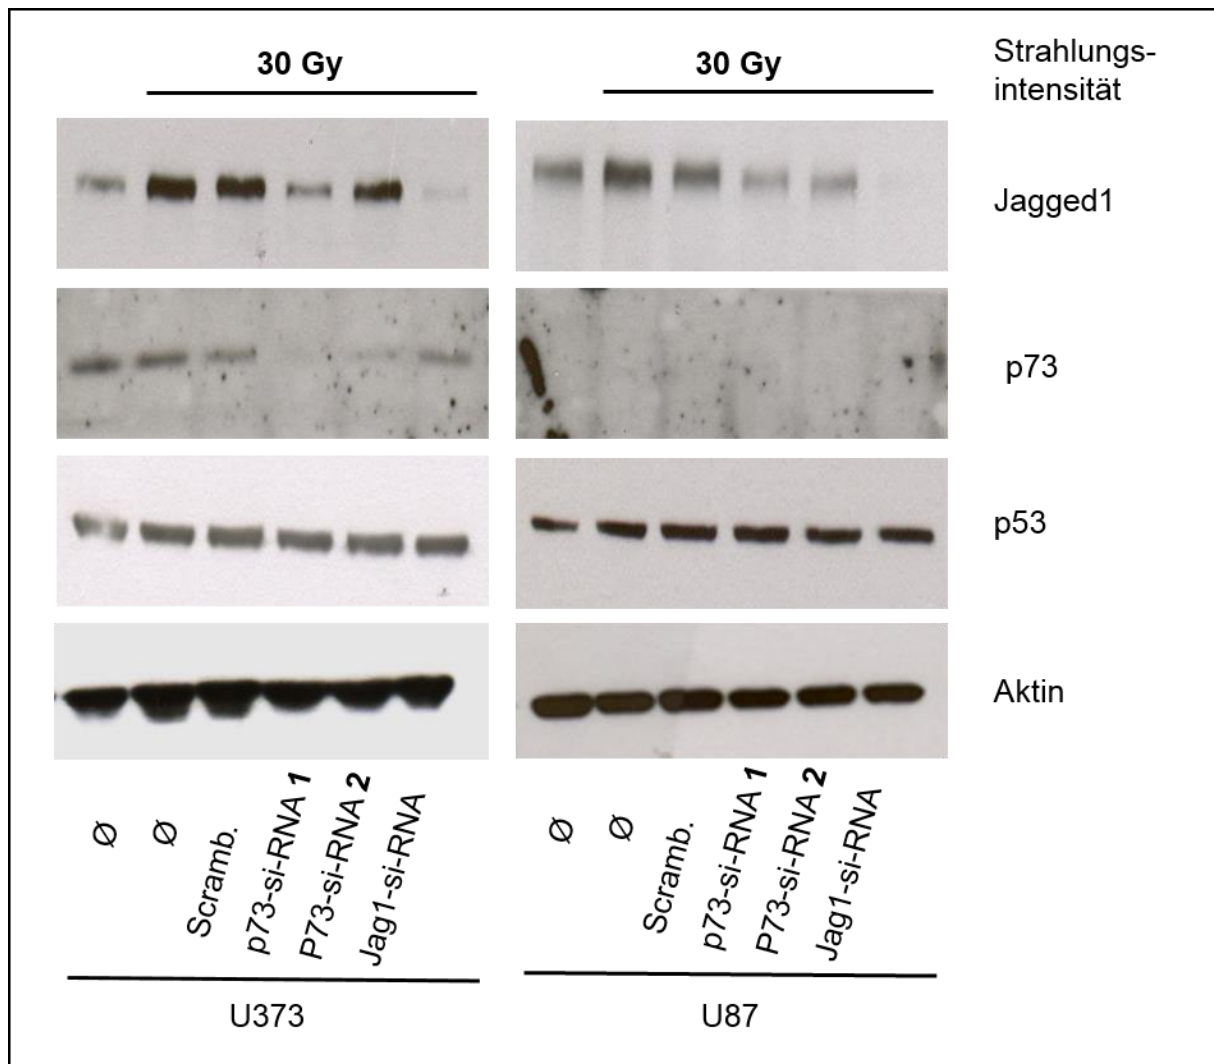 30 Gy
30 Gy
Strahlungs-
intensität
Jagged1
p73
p53
Aktin
Ø
Ø
Scramb.
p73-si-RNA 1
P73-si-RNA 2
Jag1-si-RNA
Ø
Ø
Scramb.
p73-si-RNA 1
P73-si-RNA 2
Jag1-si-RNA
U373
U87